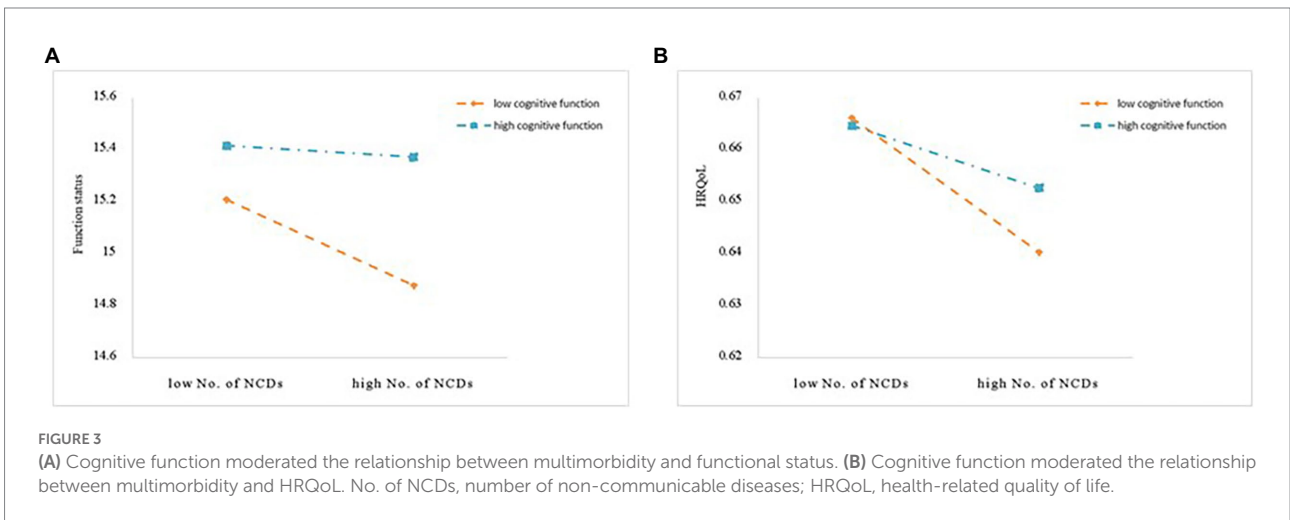 A
15.6
15.4
15.2
15
14.8
14.6
Function status
low cognitive function
high cognitive function
low No. of NCDs
high No. of NCDs
B
0.67
0.66
0.65
0.64
0.63
0.62
HRQoL
low cognitive function
high cognitive function
low No. of NCDs
high No. of NCDs
FIGURE 3
(A) Cognitive function moderated the relationship between multimorbidity and functional status. (B) Cognitive function moderated the relationship
between multimorbidity and HRQoL. No. of NCDs, number of non-communicable diseases; HRQoL, health-related quality of life.